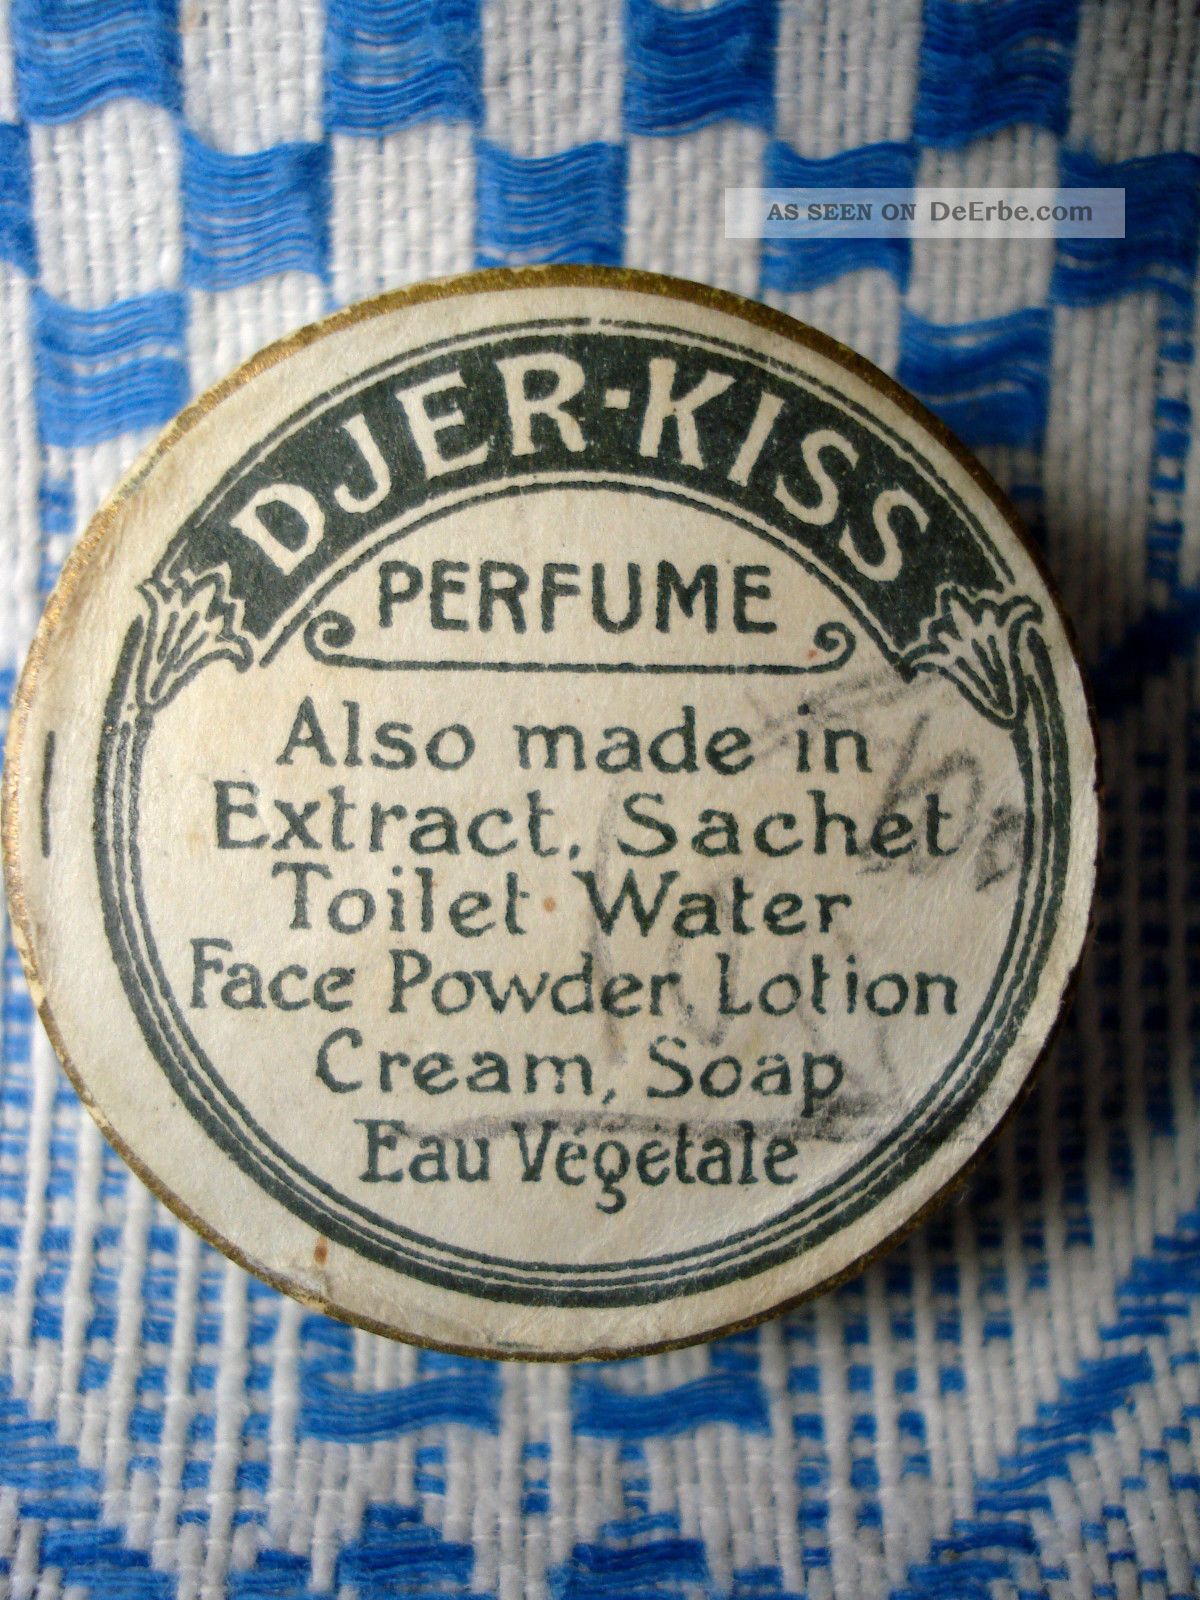 AS SEEN ON DeErbe.com
DJER-KISS
PERFUME
Also made in
Extract, Sachet
Toilet Water
Face Powder, Lotion
Cream, Soap
Eau Végétale